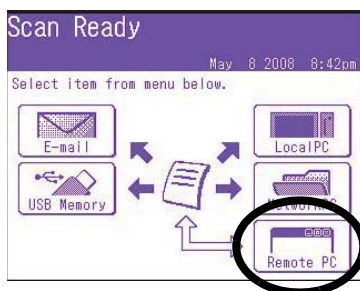 Scan Ready
May 8 2008 8:42pm
Select item from menu below.
E-mail
LocalPC
USB Memory
Remote PC